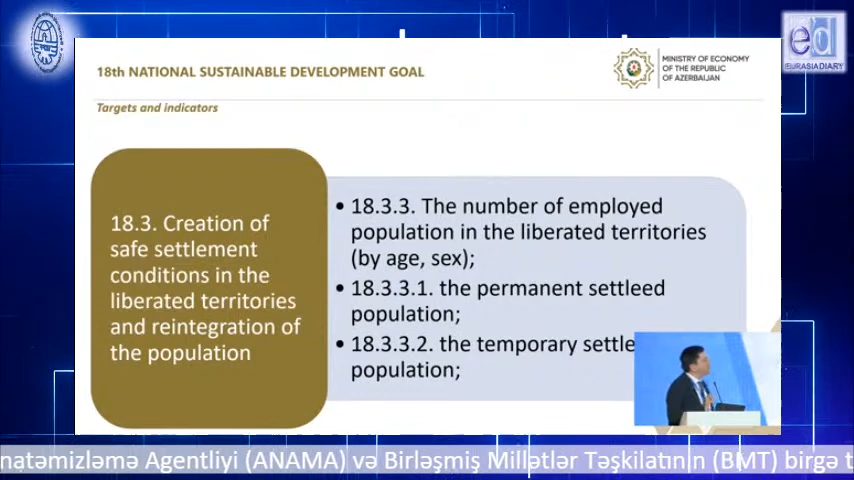 18th NATIONAL SUSTAINABLE DEVELOPMENT GOAL
MINISTRY OF ECONOMY
OF THE REPUBLIC
OF AZERBAIJAN
Targets and indicators
ed
EURASIADIARY
18.3. Creation of
safe settlement
conditions in the
liberated territories
and reintegration of
the population
• 18.3.3. The number of employed
population in the liberated territories
(by age, sex);
• 18.3.3.1. the permanent settleed
population;
• 18.3.3.2. the temporary settle
population;
natəmizləmə Agentliyi (ANAMA) və Birləşmiş Millətlər Təşkilatının (BMT) birgə t